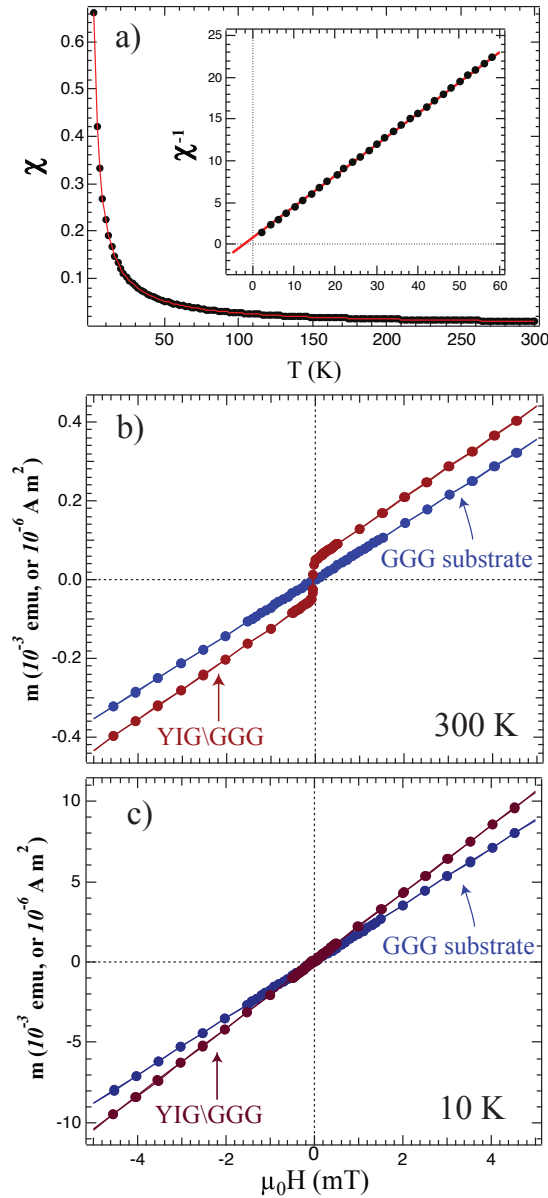 a)
0.6
0.5
0.4
0.3
0.2
0.1
χ
25
20
15
10
5
0
χ-1
0 10 20 30 40 50 60
50 100 150 200 250 300
T (K)
b)
0.4
0.2
0.0
-0.2
-0.4
m (10-3 emu, or 10-6 A m2)
GGG substrate
YIG\GGG
300 K
c)
10
5
0
-5
-10
m (10-3 emu, or 10-6 A m2)
GGG substrate
YIG\GGG
10 K
-4 -2 0 2 4
μ0H (mT)